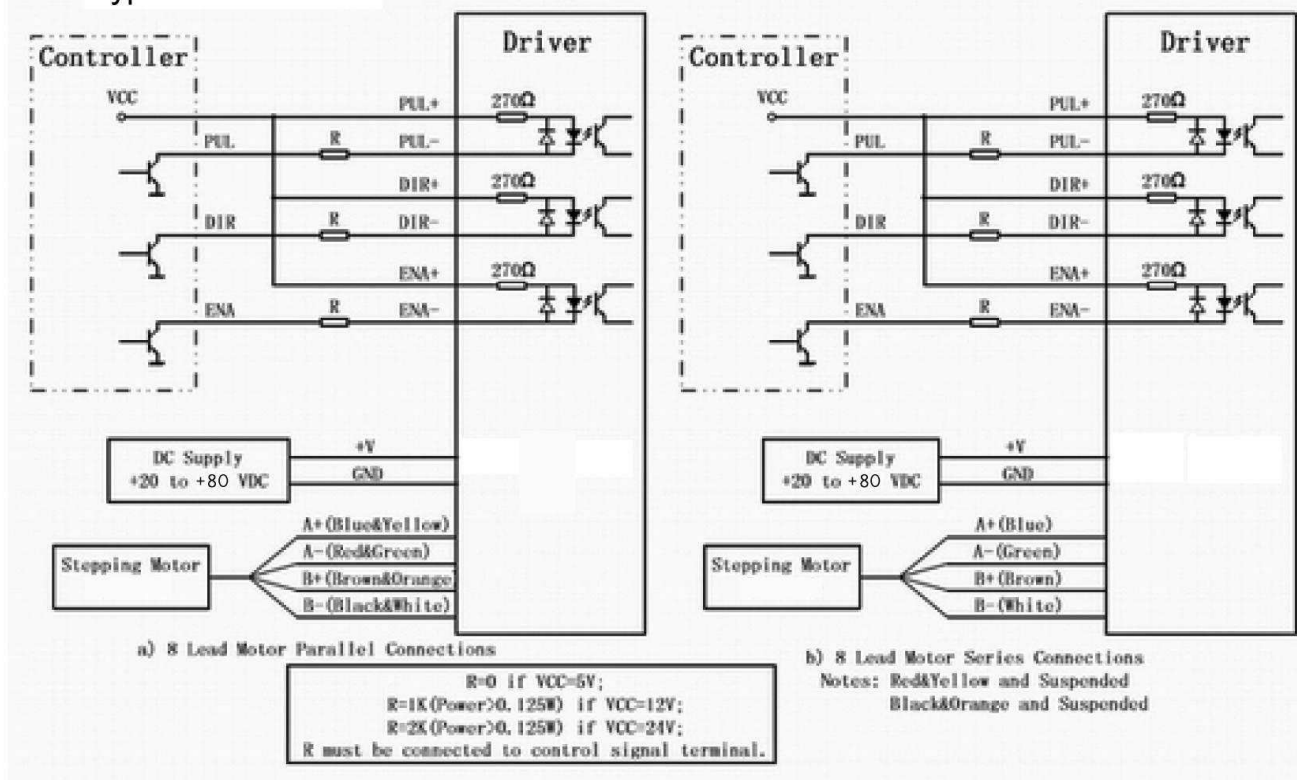 Controller
VCC
PUL
DIR
ENA
R
R
R
Driver
PUL+
PUL-
DIR+
DIR-
ENA+
ENA-
270Ω
270Ω
270Ω
DC Supply
+20 to +80 VDC
+V
GND
Stepping Motor
A+(Blue&Yellow)
A-(Red&Green)
B+(Brown&Orange)
B-(Black&White)
a) 8 Lead Motor Parallel Connections
Controller
VCC
PUL
DIR
ENA
R
R
R
Driver
PUL+
PUL-
DIR+
DIR-
ENA+
ENA-
270Ω
270Ω
270Ω
DC Supply
+20 to +80 VDC
+V
GND
Stepping Motor
A+(Blue)
A-(Green)
B+(Brown)
B-(White)
b) 8 Lead Motor Series Connections
Notes: Red&Yellow and Suspended
Black&Orange and Suspended
R=0 if VCC=5V;
R=1K(Power>0.125W) if VCC=12V;
R=2K(Power>0.125W) if VCC=24V;
R must be connected to control signal terminal.